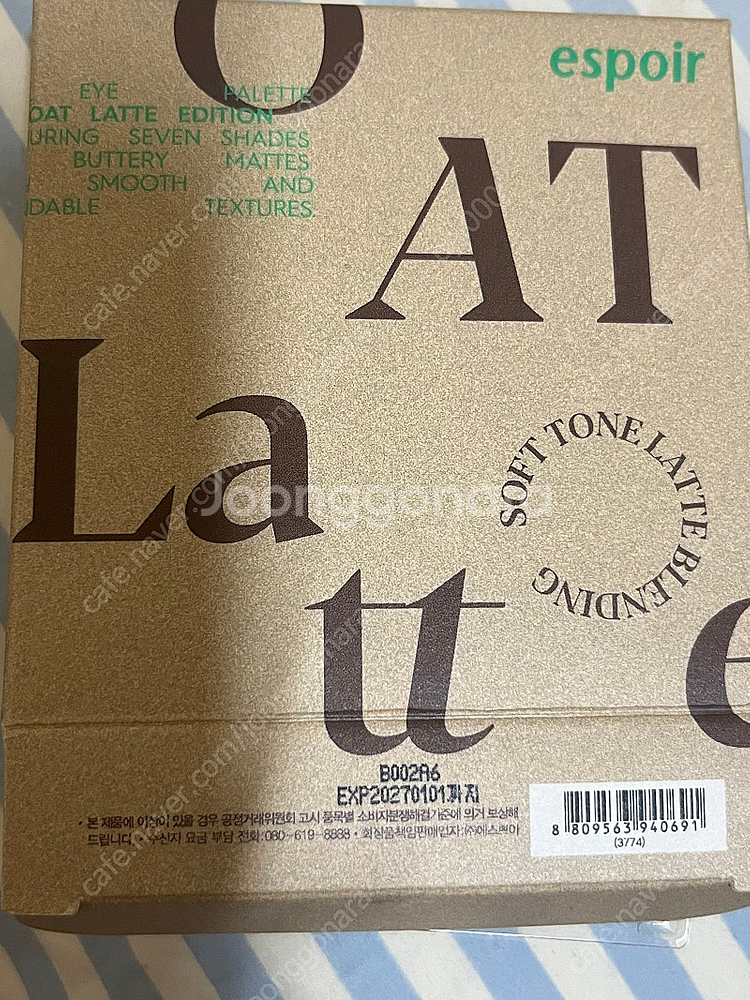 espoir
EYE PALETTE
OAT LATTE EDITION
URING SEVEN SHADES
BUTTERY MATTES
SMOOTH AND
NDABLE TEXTURES
O
AT
La
tt
e
SOFT TONE LATTE BLENDING
Joonggonara
B002A6
EXP20270101까지
• 본 제품에 이상이 있을 경우 공정거래위원회 고시 품목별 소비자분쟁해결기준에 의거 보상해
드립니다. • 수신자 요금 부담 전화:080-619-8888 • 화장품책임판매업자:㈜에스쁘아
8 809563 940691
(3774)